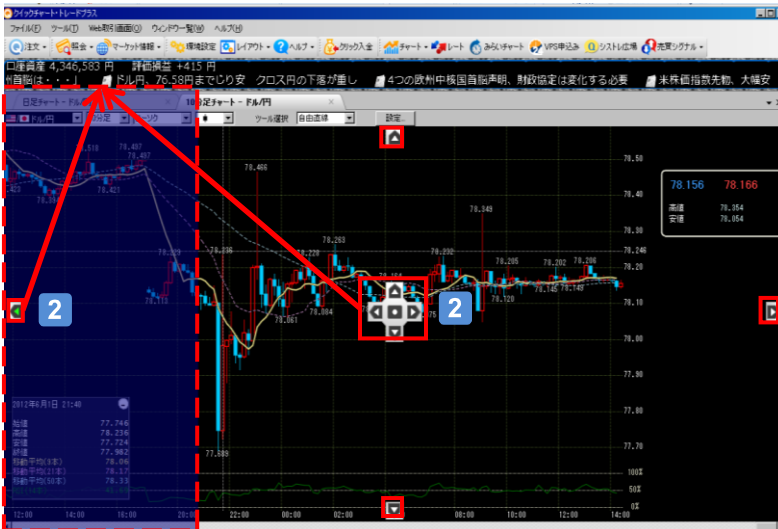 クイックチャート・トレードプラス
ファイル(F) ツール(T) Web取引画面(O) ウィンドウ一覧(W) ヘルプ(H)
注文 照会 マーケット情報 環境設定 レイアウト ヘルプ クリック入金 チャート レート みらいチャート VPS申込み シストレ広場 売買シグナル
口座資産 4,346,583 円 評価損益 +415 円
州首脳は・・・」 ドル円、76.58円までじり安 クロス円の下落が重し 4つの欧州中核国首脳声明、財政協定は変化する必要 米株価指数先物、大幅安
日足チャート - ドル/円 10分足チャート - ドル/円
ドル/円 ツール選択 自由直線 設定..
78.518 78.497
78.497
78.421
78.466
78.349
78.263
78.236
78.228
78.232
78.205
78.202
78.206
78.145
78.149
78.120
78.061
78.084
77.689
78.50
78.40
78.30
78.246
78.20
78.10
78.00
77.90
77.80
77.70
100%
50%
0%
78.156 78.166
高値 78.354
安値 78.054
2
2
2012年6月1日 21:40
始値 77.746
高値 78.236
安値 77.724
終値 77.982
移動平均(8本) 78.06
移動平均(21本) 78.17
移動平均(50本) 78.33
12:00 14:00 16:00 20:00 22:00 00:00 02:00 08:00 10:00 12:00 14:00